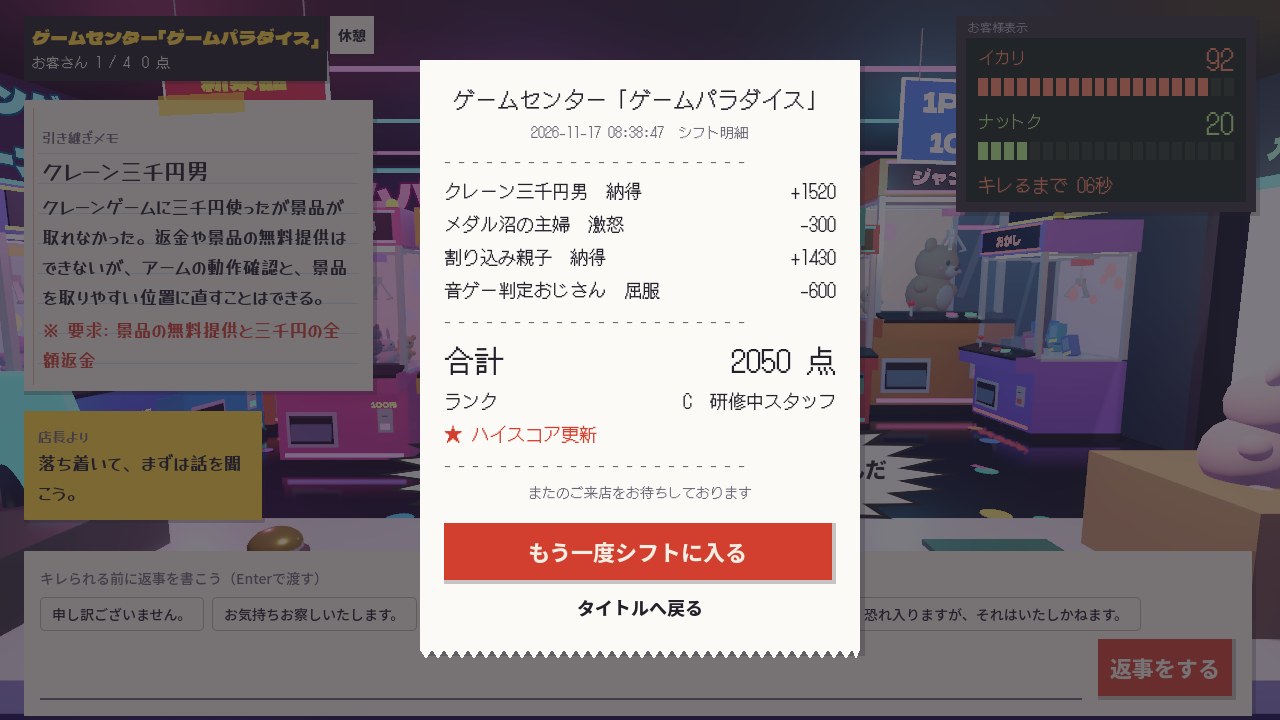 ゲームセンター「ゲームパラダイス」
お客さん 1 / 4 0 点
休憩
引き継ぎメモ
クレーン三千円男
クレーンゲームに三千円使ったが景品が
取れなかった。返金や景品の無料提供は
できないが、アームの動作確認と、景品
を取りやすい位置に直すことはできる。
※ 要求: 景品の無料提供と三千円の全
額返金
店長より
落ち着いて、まずは話を聞
こう。
ゲームセンター「ゲームパラダイス」
2026-11-17 08:38:47 シフト明細
クレーン三千円男 納得 +1520
メダル沼の主婦 激怒 -300
割り込み親子 納得 +1430
音ゲー判定おじさん 屈服 -600
合計 2050 点
ランク C 研修中スタッフ
★ ハイスコア更新
またのご来店をお待ちしております
もう一度シフトに入る
タイトルへ戻る
お客様表示
イカリ 92
ナットク 20
キレるまで 06秒
1P
10
ジャン
おかし
100円
んだ
キレられる前に返事を書こう（Enterで渡す）
申し訳ございません。
お気持ちお察しいたします。
恐れ入りますが、それはいたしかねます。
返事をする